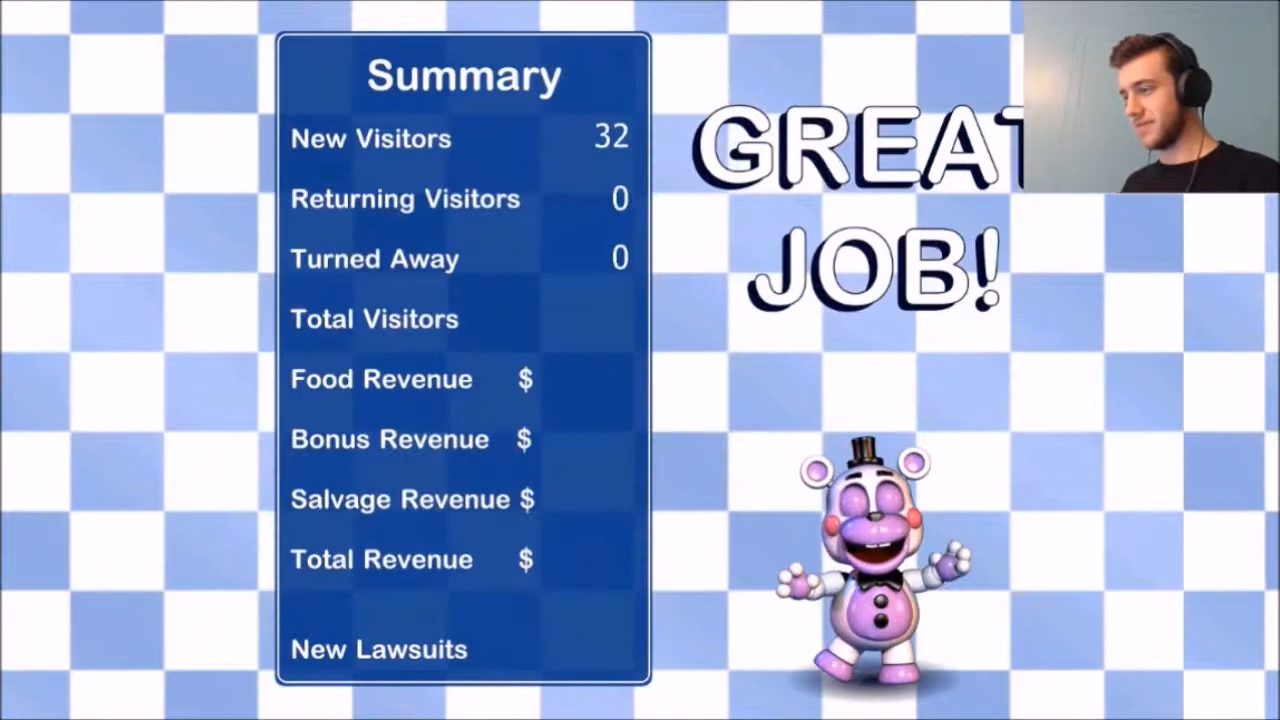 Summary
New Visitors 32
Returning Visitors 0
Turned Away 0
Total Visitors
Food Revenue $
Bonus Revenue $
Salvage Revenue $
Total Revenue $
New Lawsuits
GREAT
JOB!